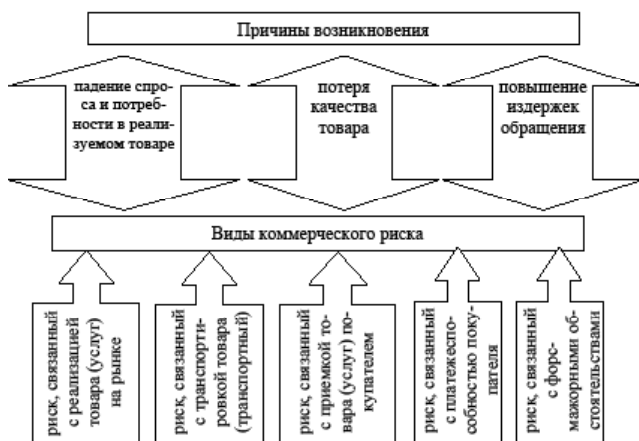 Причины возникновения
падение спро-
са и потреб-
ности в реали-
зуемом товаре
потеря
качества
товара
повышение
издержек
обращения
Виды коммерческого риска
риск, связанный
с реализацией
товара (услуг)
на рынке
риск, связанный
с транспорти-
ровкой товара
(транспортный)
риск, связанный
с приемкой то-
вара (услуг) по-
купателем
риск, связанный
с платежеспо-
собностью поку-
пателя
риск, связанный
с форс-
мажорными об-
стоятельствами